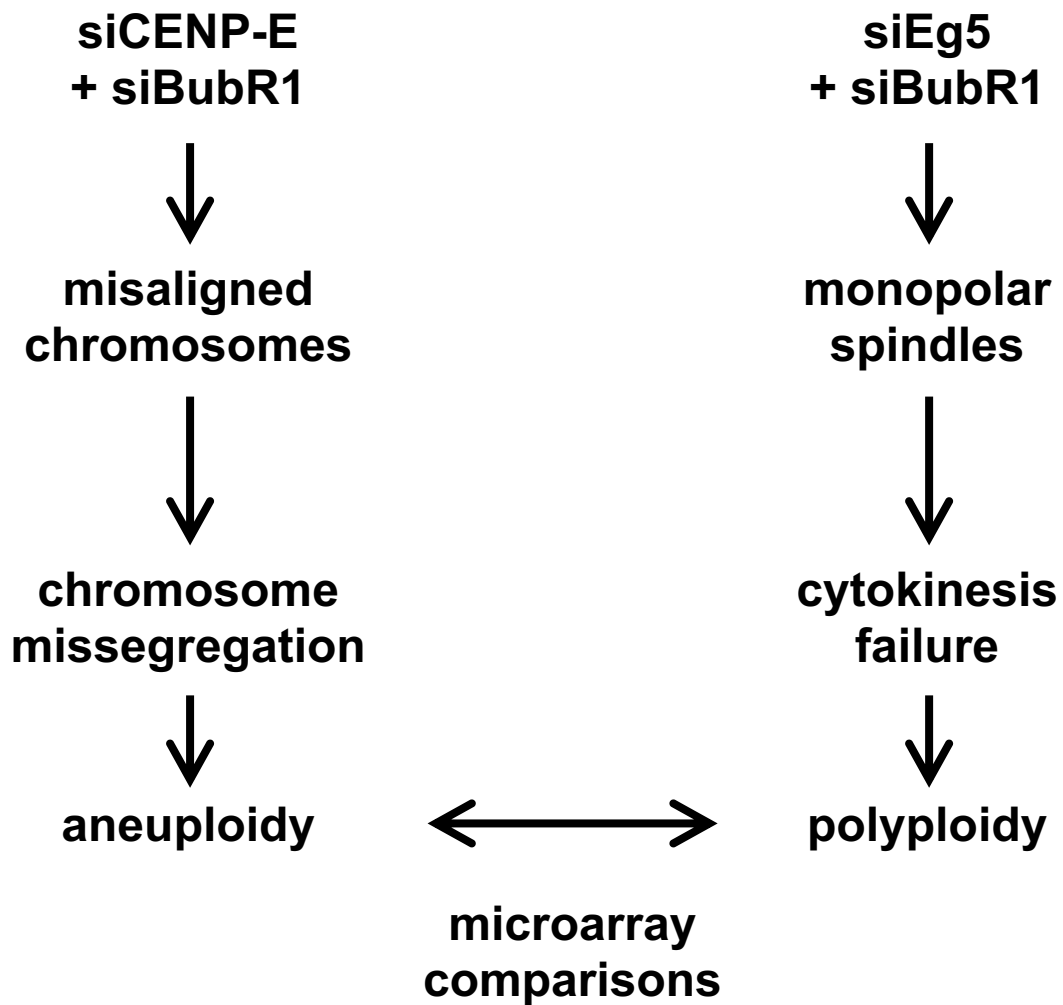 siCENP-E
+ siBubR1
misaligned
chromosomes
chromosome
missegregation
aneuploidy
siEg5
+ siBubR1
monopolar
spindles
cytokinesis
failure
polyploidy
microarray
comparisons